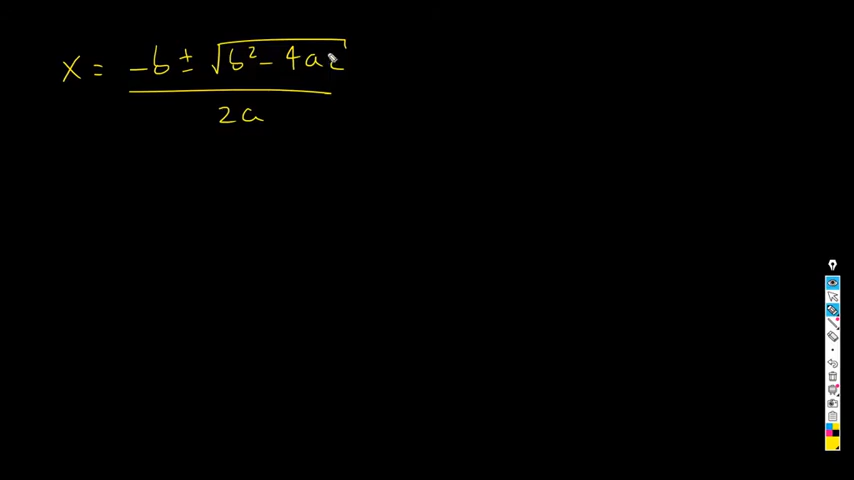 x = -b ± √b² - 4ac
2a